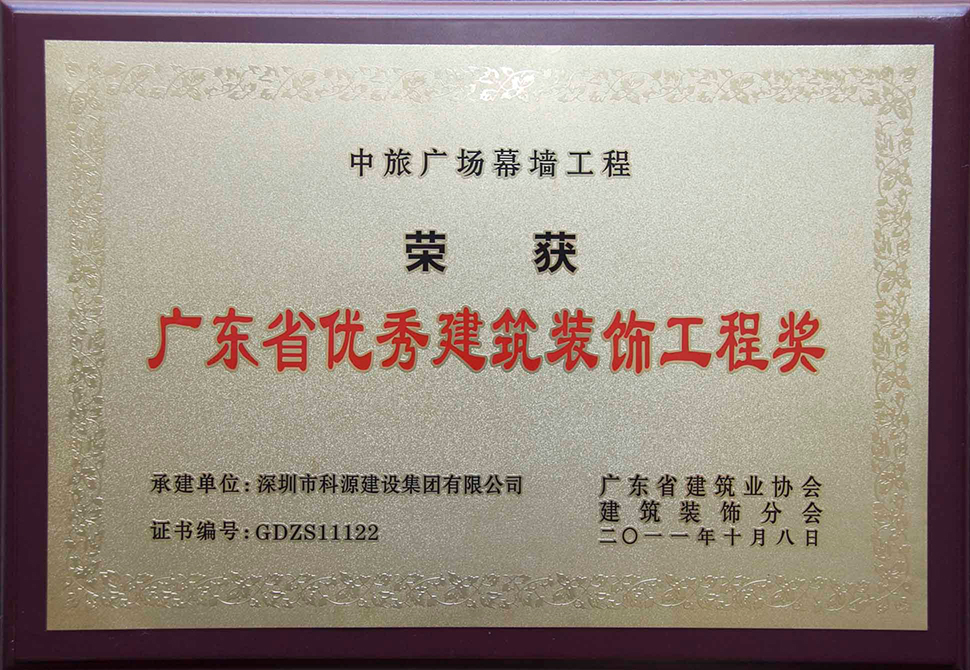 中旅广场幕墙工程
荣获
广东省优秀建筑装饰工程奖
承建单位:深圳市科源建设集团有限公司
证书编号:GDZS11122
广东省建筑业协会
建筑装饰分会
二〇一一年十月八日